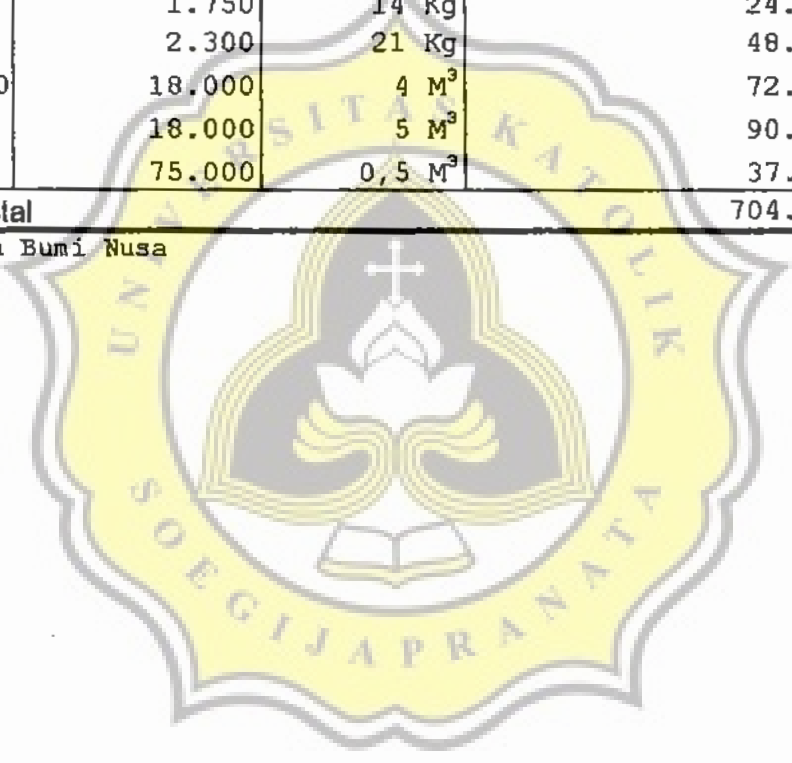 1.750 14 Kg 24.
2.300 21 Kg 48.
0 18.000 4 M³ 72.
18.000 5 M³ 90.
75.000 0,5 M³ 37.
tal 704.
Bumi Nusa
UNIVERSITAS KATOLIK
SOEGIJAPRANATA